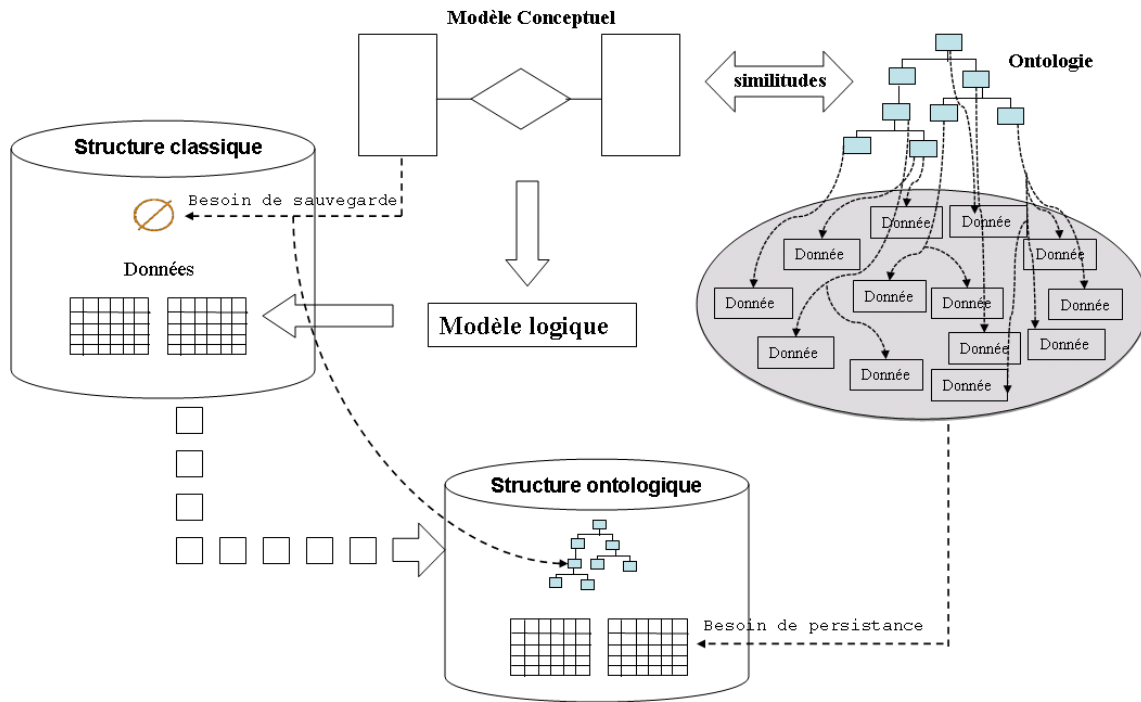 Modèle Conceptuel
similitudes
Ontologie
Structure classique
Besoin de sauvegarde
Données
Modèle logique
Donnée
Donnée
Donnée
Donnée
Donnée
Donnée
Donnée
Donnée
Donnée
Donnée
Donnée
Donnée
Donnée
Structure ontologique
Besoin de persistance